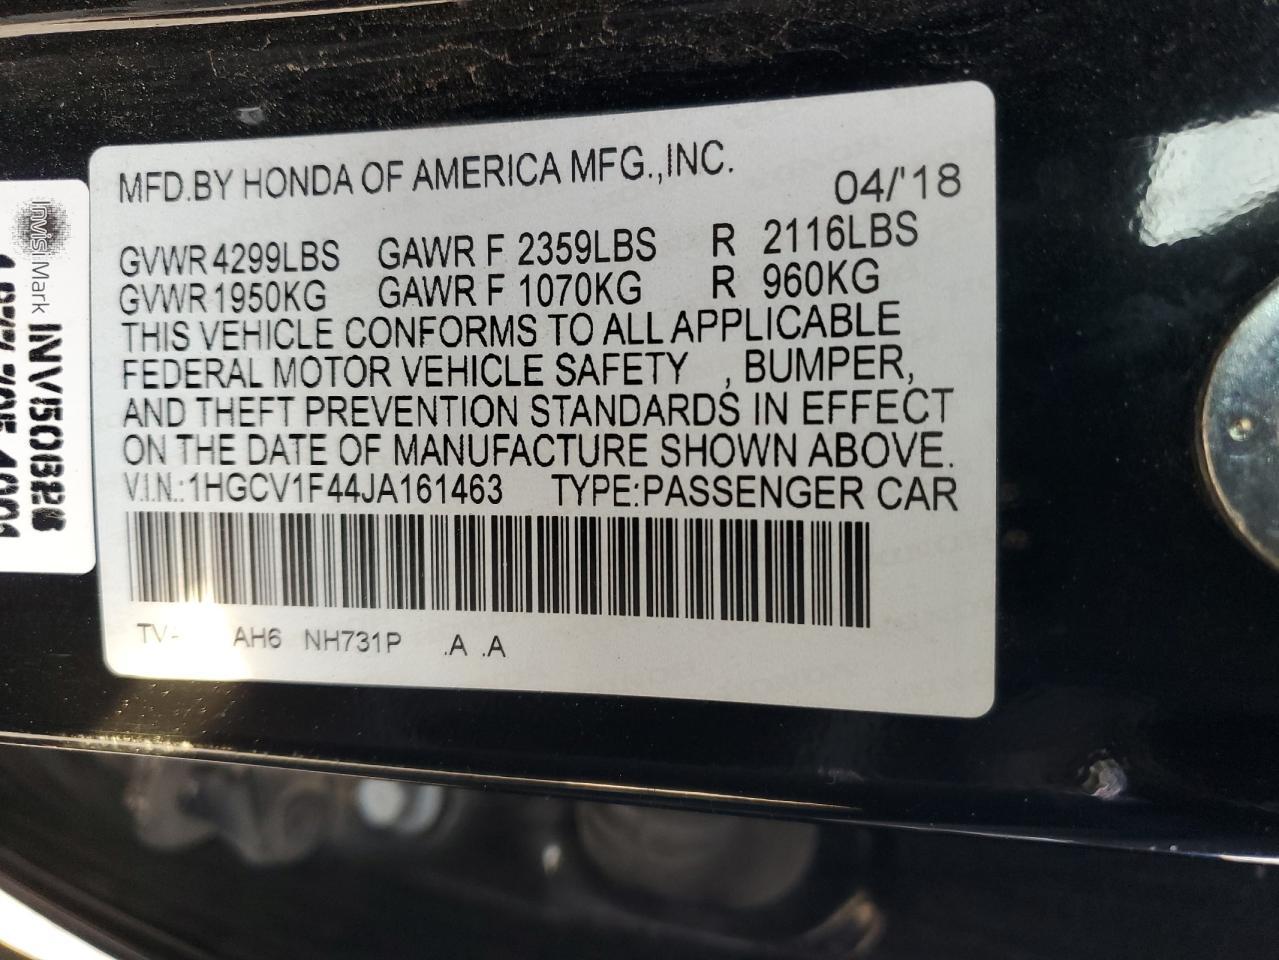 MFD.BY HONDA OF AMERICA MFG.,INC.
04/'18
GVWR 4299LBS GAWR F 2359LBS R 2116LBS
GVWR 1950KG GAWR F 1070KG R 960KG
THIS VEHICLE CONFORMS TO ALL APPLICABLE
FEDERAL MOTOR VEHICLE SAFETY , BUMPER,
AND THEFT PREVENTION STANDARDS IN EFFECT
ON THE DATE OF MANUFACTURE SHOWN ABOVE.
V.I.N.:1HGCV1F44JA161463 TYPE:PASSENGER CAR
AH6 NH731P .A .A
InvisiMark